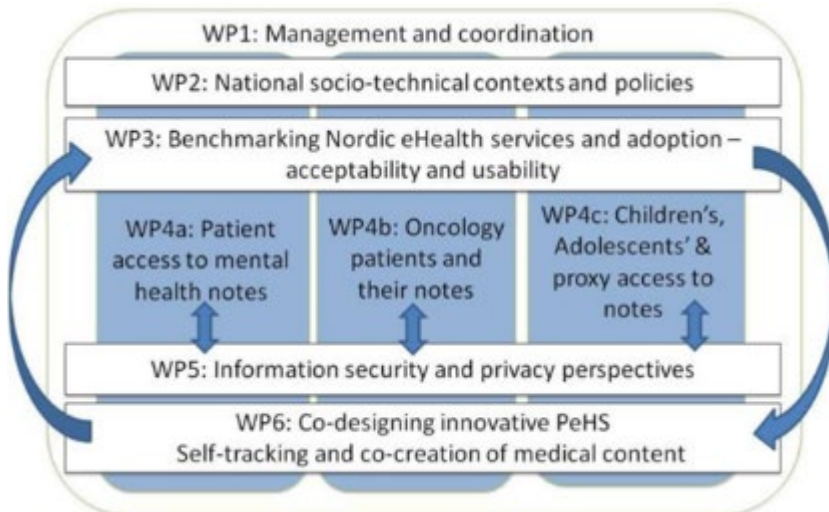 WP1: Management and coordination
WP2: National socio-technical contexts and policies
WP3: Benchmarking Nordic eHealth services and adoption –
acceptability and usability
WP4a: Patient
access to mental
health notes
WP4b: Oncology
patients and
their notes
WP4c: Children’s,
Adolescents’ &
proxy access to
notes
WP5: Information security and privacy perspectives
WP6: Co-designing innovative PeHS
Self-tracking and co-creation of medical content